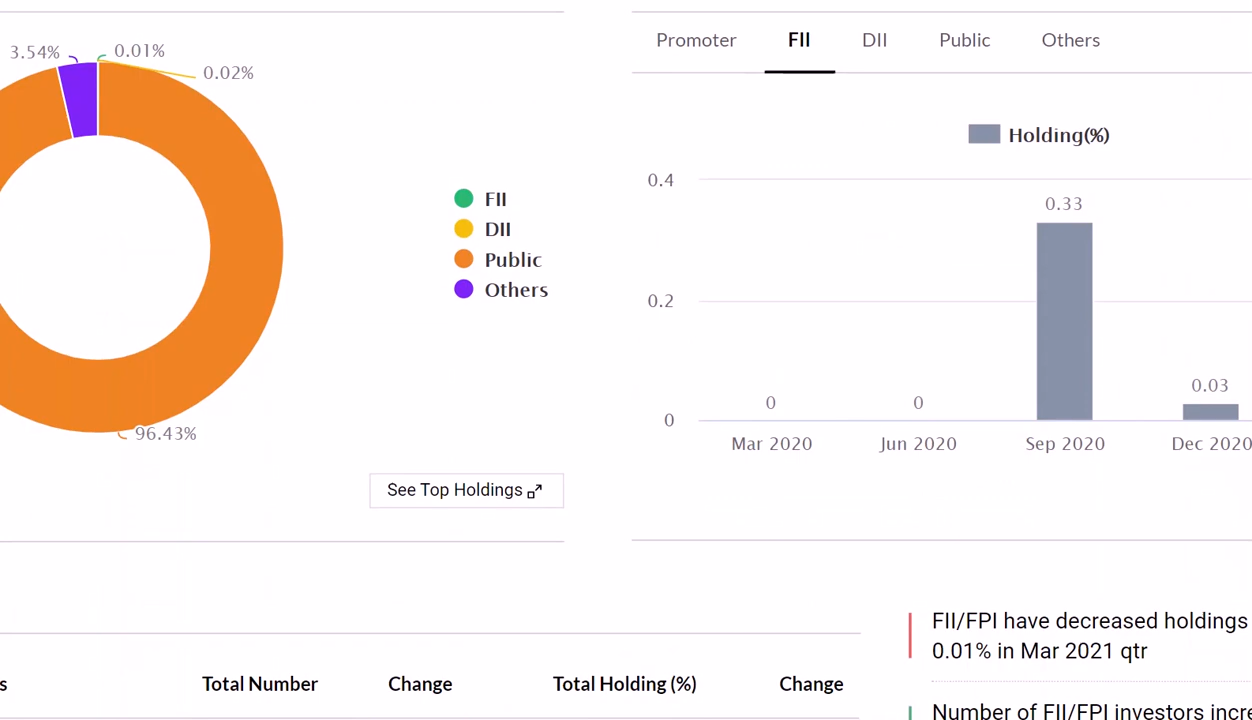 3.54%
0.01%
0.02%
96.43%
FII
DII
Public
Others
See Top Holdings
Promoter FII DII Public Others
Holding(%)
0.4
0.33
0.2
0.03
0 0
0
Mar 2020 Jun 2020 Sep 2020 Dec 2020
s Total Number Change Total Holding (%) Change
FII/FPI have decreased holdings
0.01% in Mar 2021 qtr
Number of FII/FPI investors incre